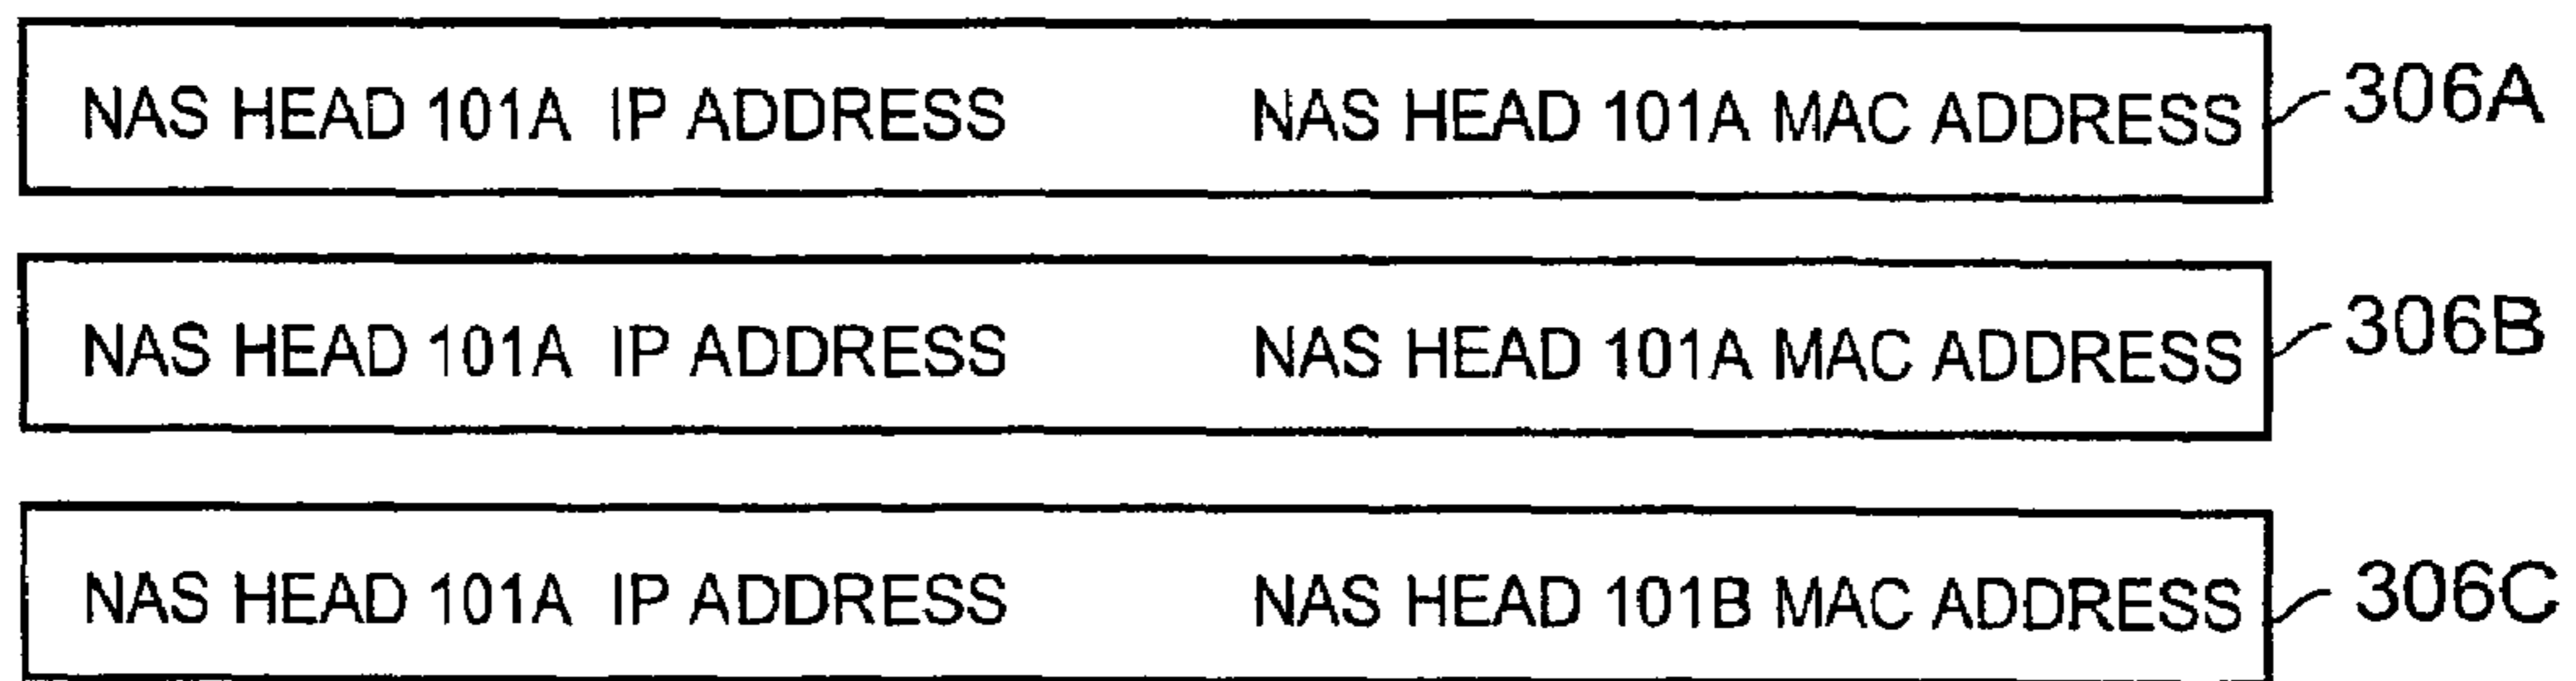 NAS HEAD 101A IP ADDRESS NAS HEAD 101A MAC ADDRESS 306A
NAS HEAD 101A IP ADDRESS NAS HEAD 101A MAC ADDRESS 306B
NAS HEAD 101A IP ADDRESS NAS HEAD 101B MAC ADDRESS 306C